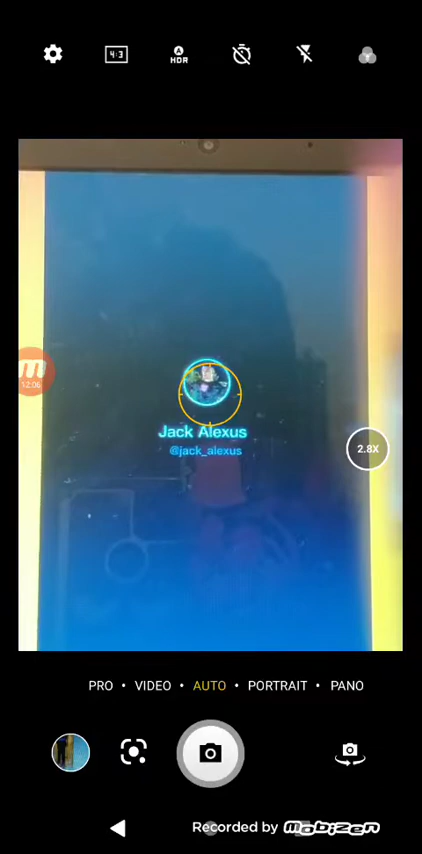 4:3
A
HDR
12:06
Jack Alexus
@jack_alexus
2.8X
PRO • VIDEO • AUTO • PORTRAIT • PANO
Recorded by mobizen